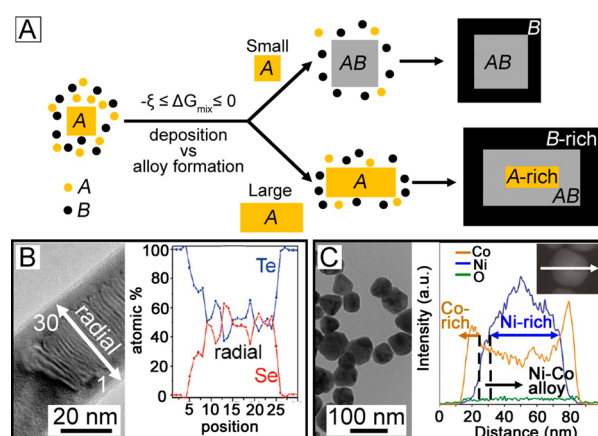 A
Small
A
AB
B
AB
-ξ ≤ ΔGmix ≤ 0
A
deposition
vs
alloy formation
A
B
Large
A
A
B-rich
A-rich
AB
B
30
radial
1
20 nm
atomic %
100
80
60
40
20
0
Te
radial
Se
5 10 15 20 25
position
C
100 nm
Intensity (a.u.)
Co
Ni
O
Co-
rich
Ni-rich
Ni-Co
alloy
0 20 40 60 80
Distance (nm)